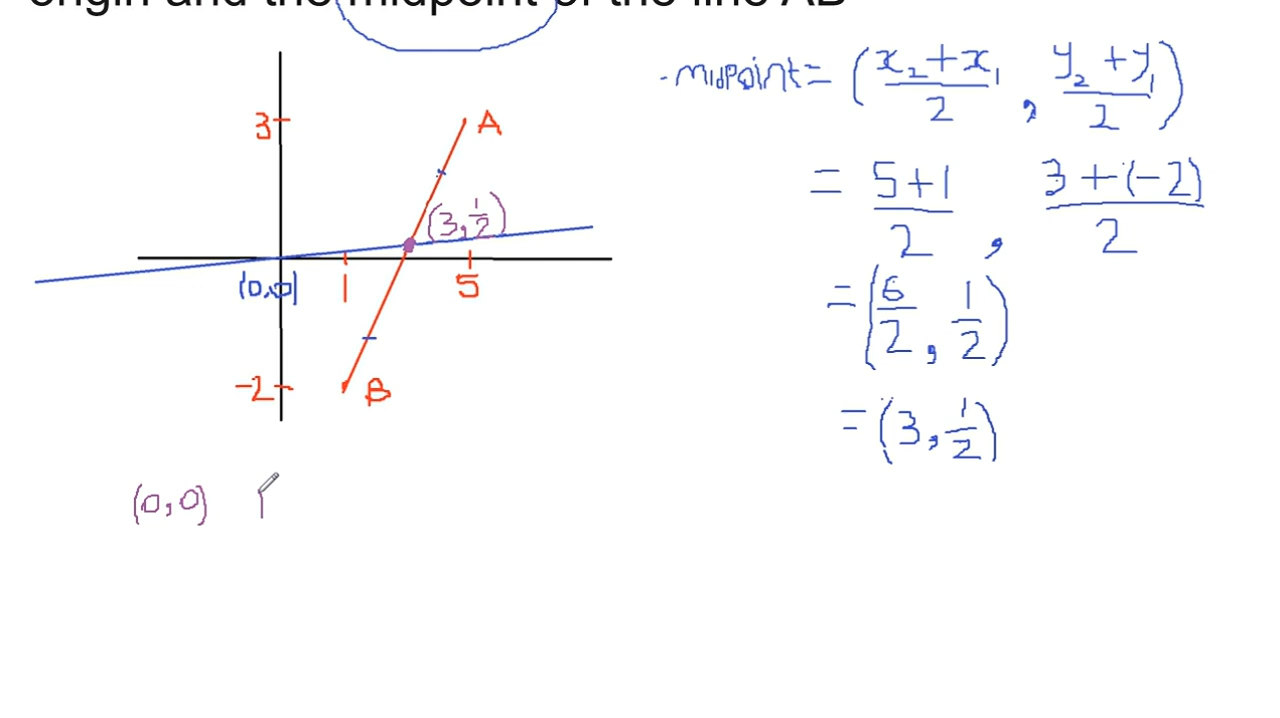 origin and the midpoint of the line AB
-midpoint = (x₂+x₁/2 , y₂+y₁/2)
= 5+1/2 , 3+(-2)/2
= (6/2 , 1/2)
= (3, 1/2)
3
A
(3, 1/2)
(0,0)
1
5
-2
B
(0,0) (